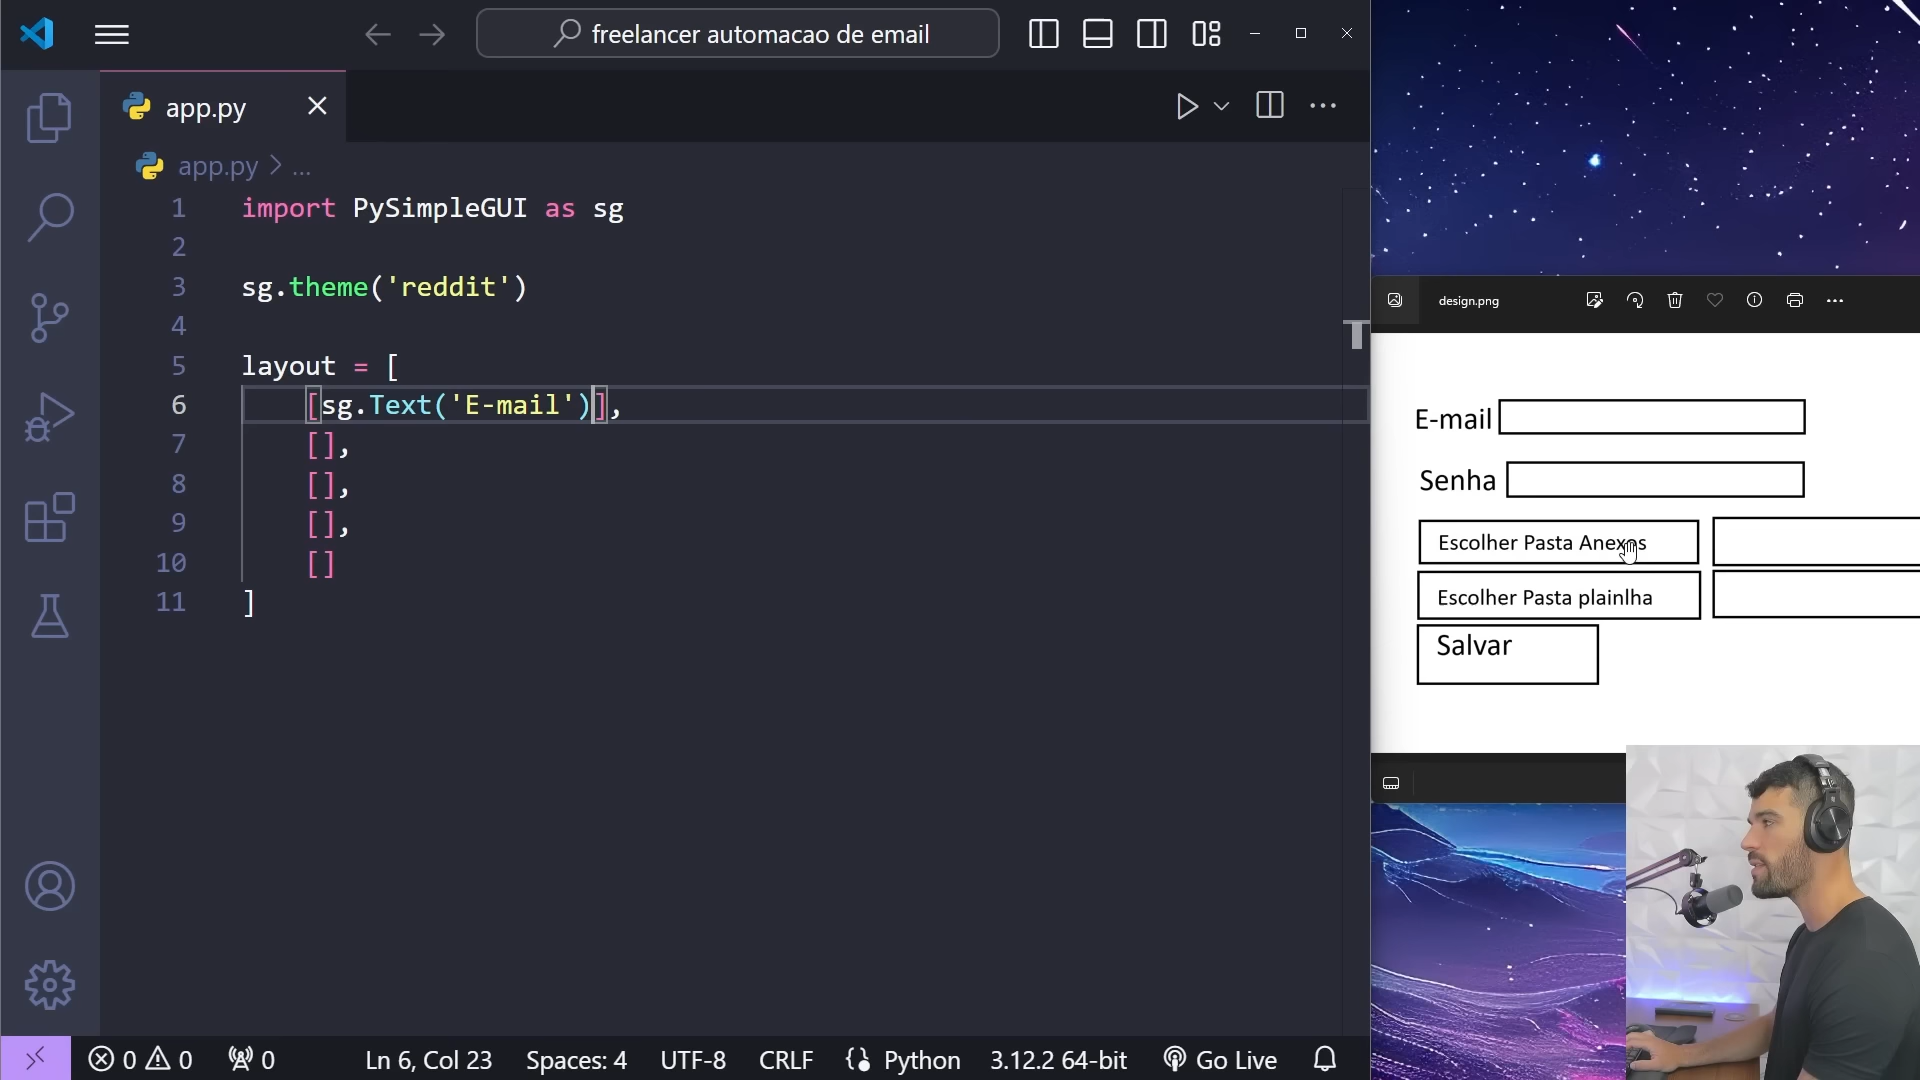 freelancer automacao de email
app.py
app.py > ...
1 import PySimpleGUI as sg
2
3 sg.theme('reddit')
4
5 layout = [
6 [sg.Text('E-mail')],
7 [],
8 [],
9 [],
10 []
11 ]
design.png
E-mail
Senha
Escolher Pasta Anexos
Escolher Pasta plainlha
Salvar
0 0 0 Ln 6, Col 23 Spaces: 4 UTF-8 CRLF Python 3.12.2 64-bit Go Live